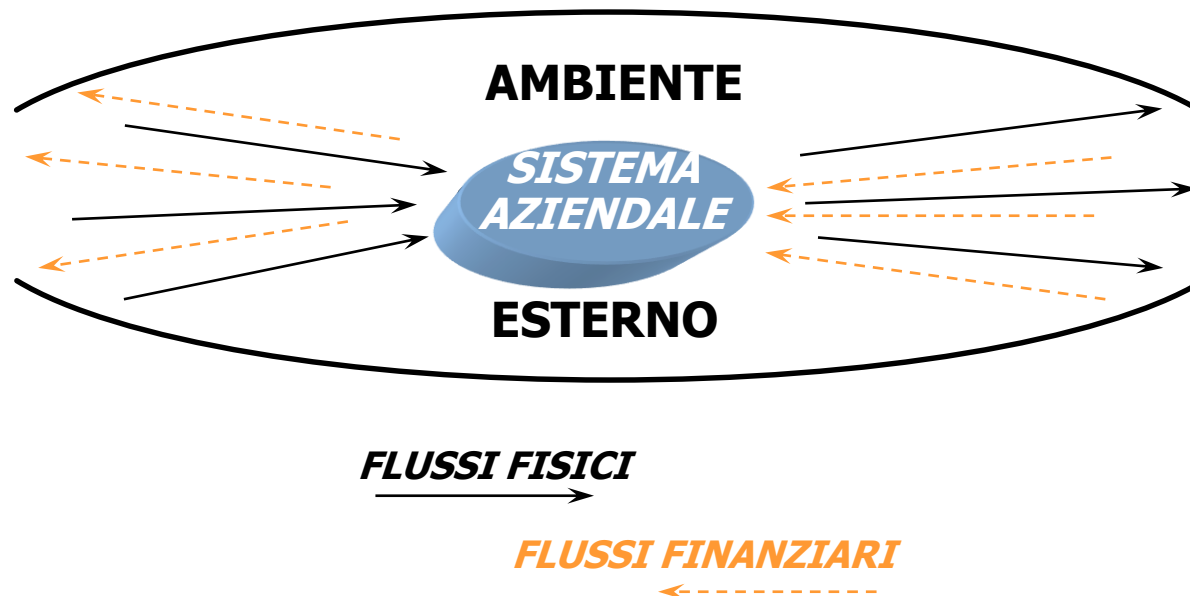 AMBIENTE
SISTEMA
AZIENDALE
ESTERNO
FLUSSI FISICI
FLUSSI FINANZIARI